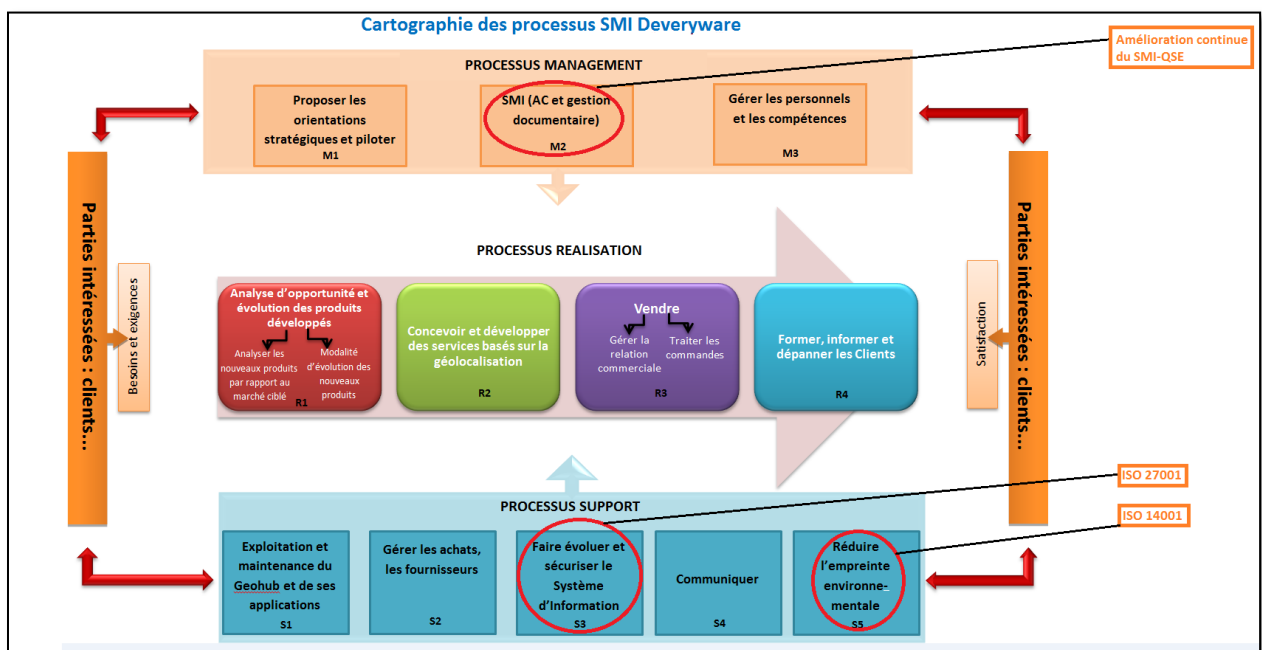 Cartographie des processus SMI Deveryware
Amélioration continue
du SMI-QSE
PROCESSUS MANAGEMENT
Proposer les
orientations
stratégiques et piloter
M1
SMI (AC et gestion
documentaire)
M2
Gérer les personnels
et les compétences
M3
Parties intéressées : clients...
Besoins et exigences
PROCESSUS REALISATION
Analyse d'opportunité et
évolution des produits
développés
Analyser les
nouveaux produits
par rapport au
marché ciblé
Modalité
d'évolution des
nouveaux
produits
R1
Concevoir et développer
des services basés sur la
géolocalisation
R2
Vendre
Gérer la
relation
commerciale
Traiter les
commandes
R3
Former, informer et
dépanner les Clients
R4
Satisfaction
Parties intéressées : clients...
PROCESSUS SUPPORT
ISO 27001
ISO 14001
Exploitation et
maintenance du
Geohub et de ses
applications
S1
Gérer les achats,
les fournisseurs
S2
Faire évoluer et
sécuriser le
Système
d'Information
S3
Communiquer
S4
Réduire
l'empreinte
environne-
mentale
S5